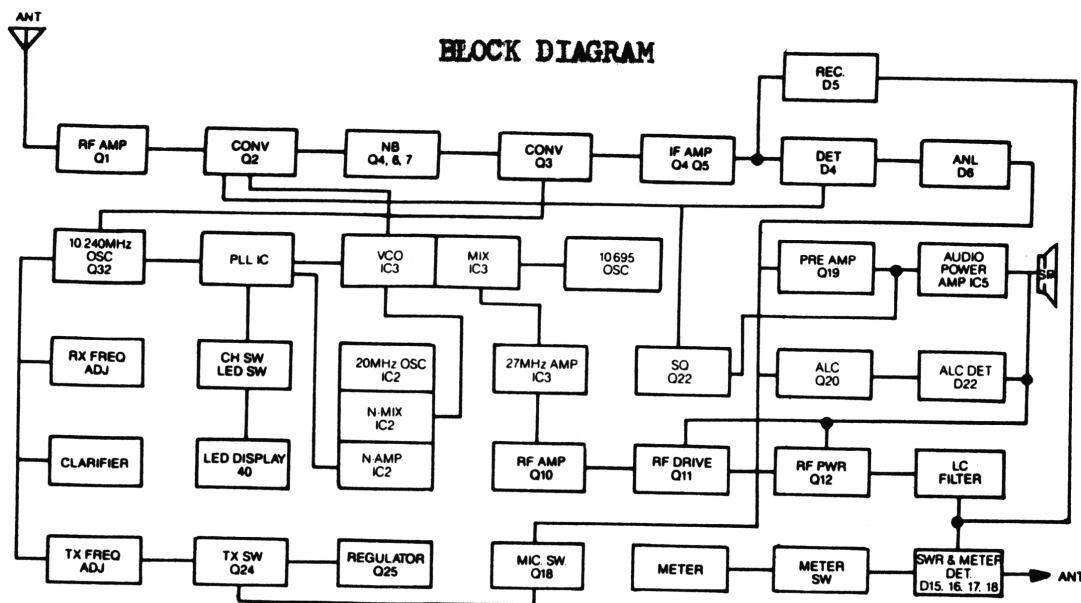 ANT
BLOCK DIAGRAM
REC.
D5
RF AMP
Q1
CONV
Q2
NB
Q4, 6, 7
CONV
Q3
IF AMP
Q4 Q5
DET
D4
ANL
D6
10 240MHz
OSC
Q32
PLL IC
VCO
IC3
MIX
IC3
10 695
OSC
PRE AMP
Q19
AUDIO
POWER
AMP IC5
SP
RX FREQ
ADJ
CH SW
LED SW
20MHz OSC
IC2
N-MIX
IC2
N-AMP
IC2
27MHz AMP
IC3
SQ
Q22
ALC
Q20
ALC DET
D22
CLARIFIER
LED DISPLAY
40
RF AMP
Q10
RF DRIVE
Q11
RF PWR
Q12
LC
FILTER
TX FREQ
ADJ
TX SW
Q24
REGULATOR
Q25
MIC. SW.
Q18
METER
METER
SW
SWR & METER
DET.
D15. 16. 17. 18
ANT